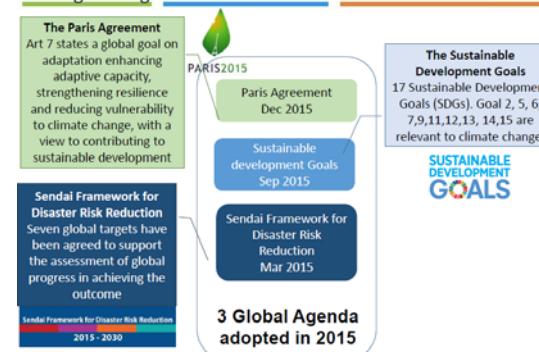 The Paris Agreement
Art 7 states a global goal on
adaptation enhancing
adaptive capacity,
strengthening resilience
and reducing vulnerability
to climate change, with a
view to contributing to
sustainable development
PARIS2015
Paris Agreement
Dec 2015
Sustainable
development Goals
Sep 2015
Sendai Framework for
Disaster Risk
Reduction
Mar 2015
3 Global Agenda
adopted in 2015
The Sustainable
Development Goals
17 Sustainable Developmen
Goals (SDGs). Goal 2, 5, 6,
7,9,11,12,13, 14,15 are
relevant to climate change
SUSTAINABLE
DEVELOPMENT
GOALS
Sendai Framework for
Disaster Risk Reduction
Seven global targets have
been agreed to support
the assessment of global
progress in achieving the
outcome
Sendai Framework for Disaster Risk Reduction
2015 - 2030